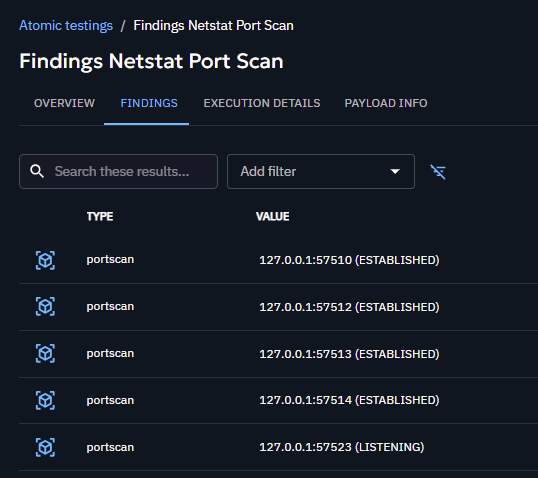 Atomic testings / Findings Netstat Port Scan
Findings Netstat Port Scan
OVERVIEW FINDINGS EXECUTION DETAILS PAYLOAD INFO
Search these results... Add filter
TYPE VALUE
portscan 127.0.0.1:57510 (ESTABLISHED)
portscan 127.0.0.1:57512 (ESTABLISHED)
portscan 127.0.0.1:57513 (ESTABLISHED)
portscan 127.0.0.1:57514 (ESTABLISHED)
portscan 127.0.0.1:57523 (LISTENING)